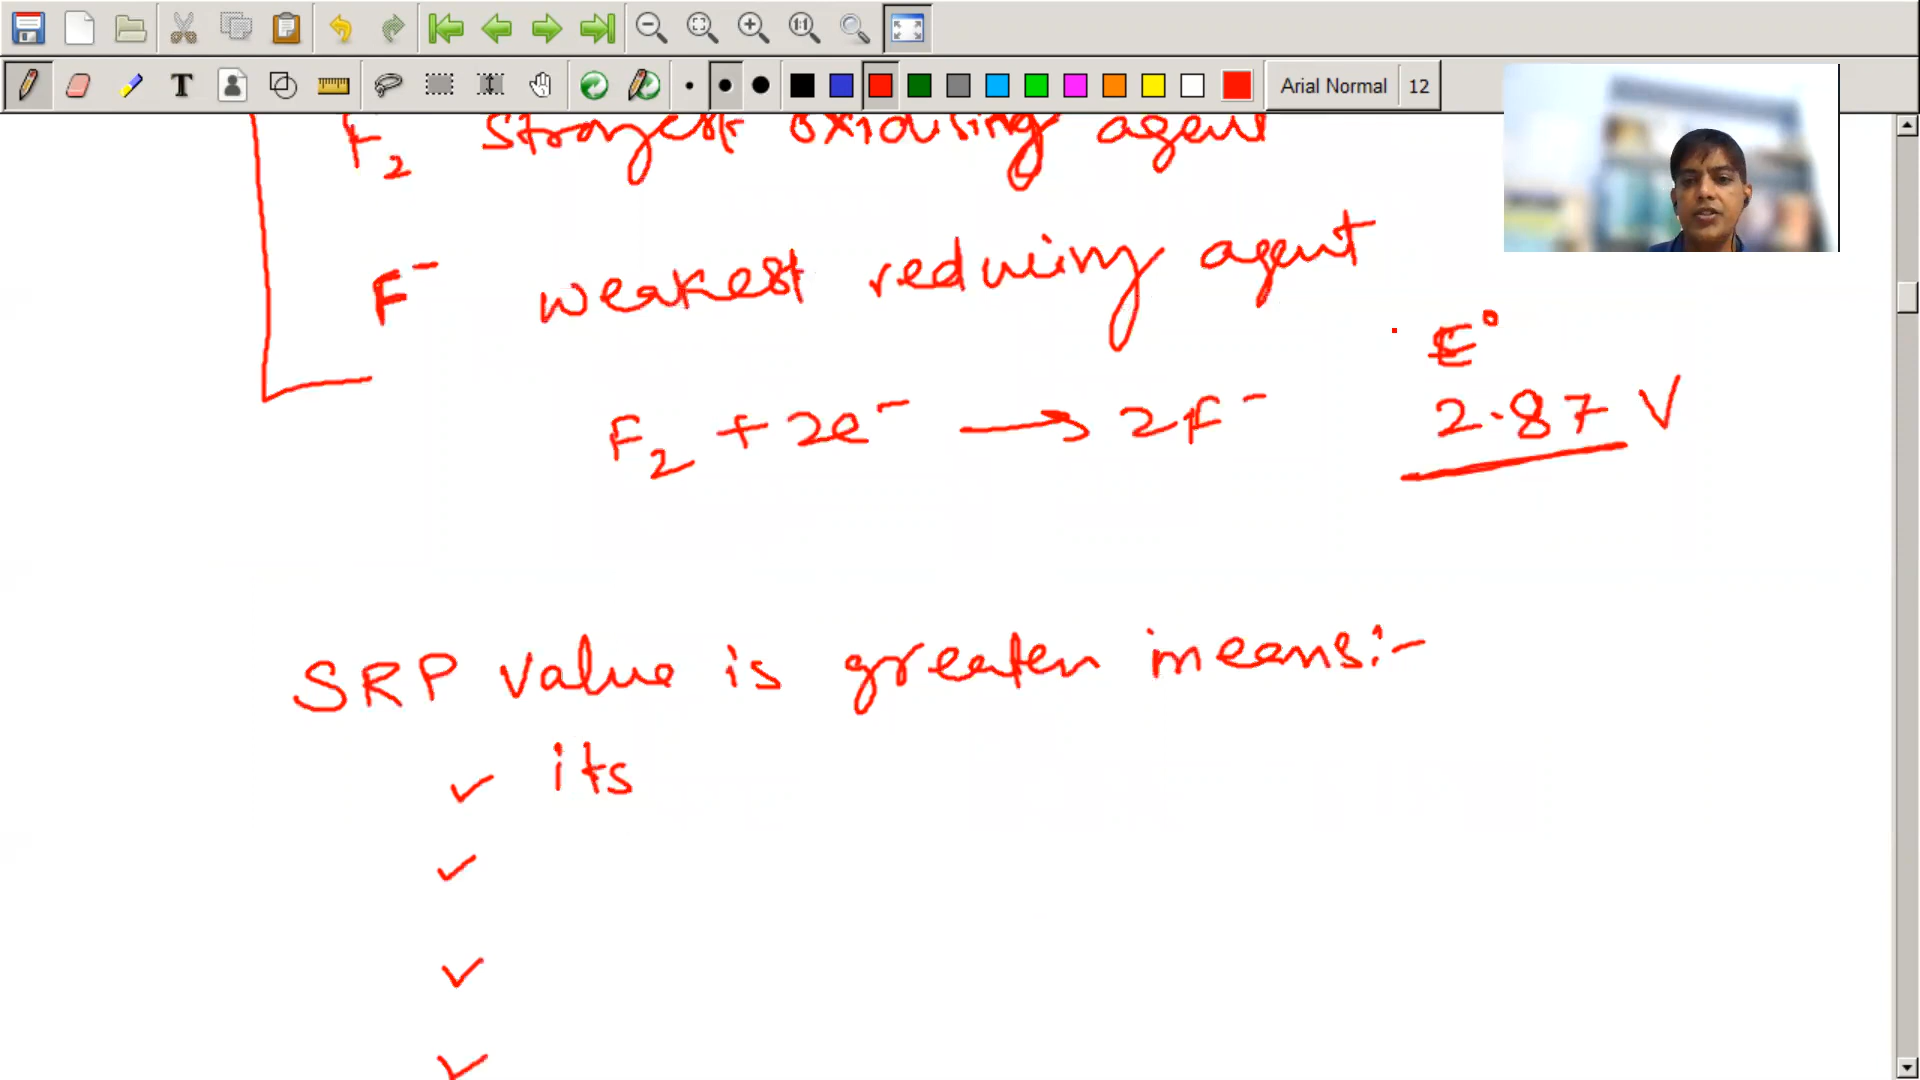 Arial Normal 12
F2 strongest oxidising agent
F⁻ weakest reducing agent
E°
F2 + 2e⁻ → 2F⁻ 2.87 V
SRP value is greater means:-
✓ its
✓
✓
✓